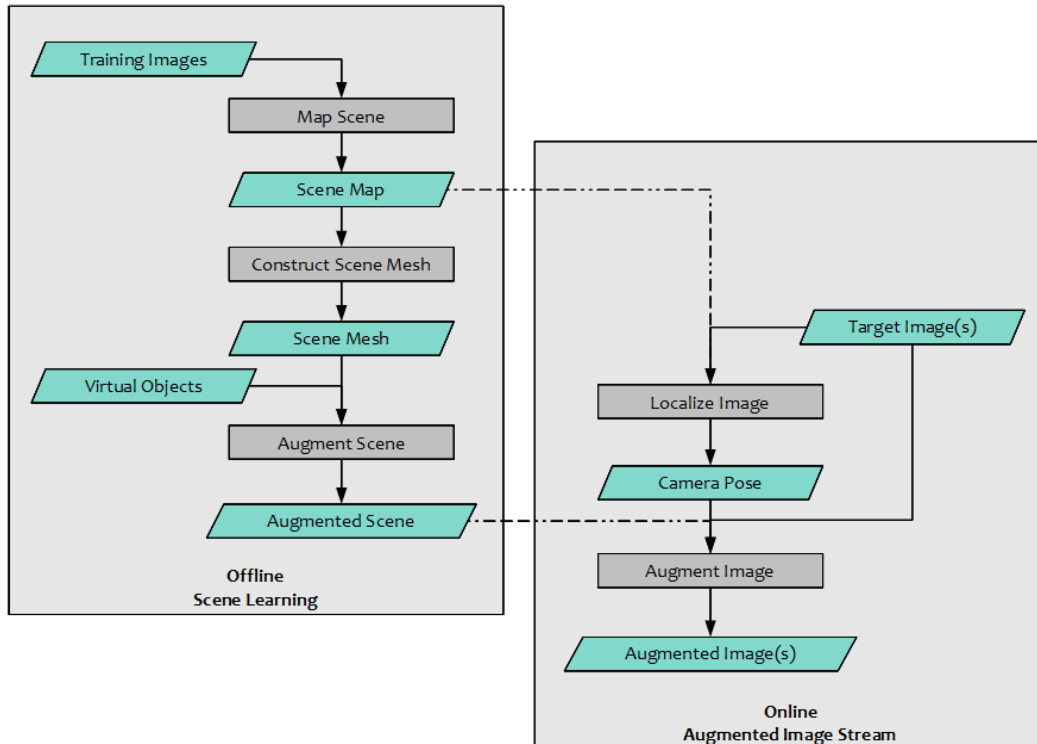 Training Images
Map Scene
Scene Map
Construct Scene Mesh
Scene Mesh
Virtual Objects
Augment Scene
Augmented Scene
Offline
Scene Learning
Target Image(s)
Localize Image
Camera Pose
Augment Image
Augmented Image(s)
Online
Augmented Image Stream